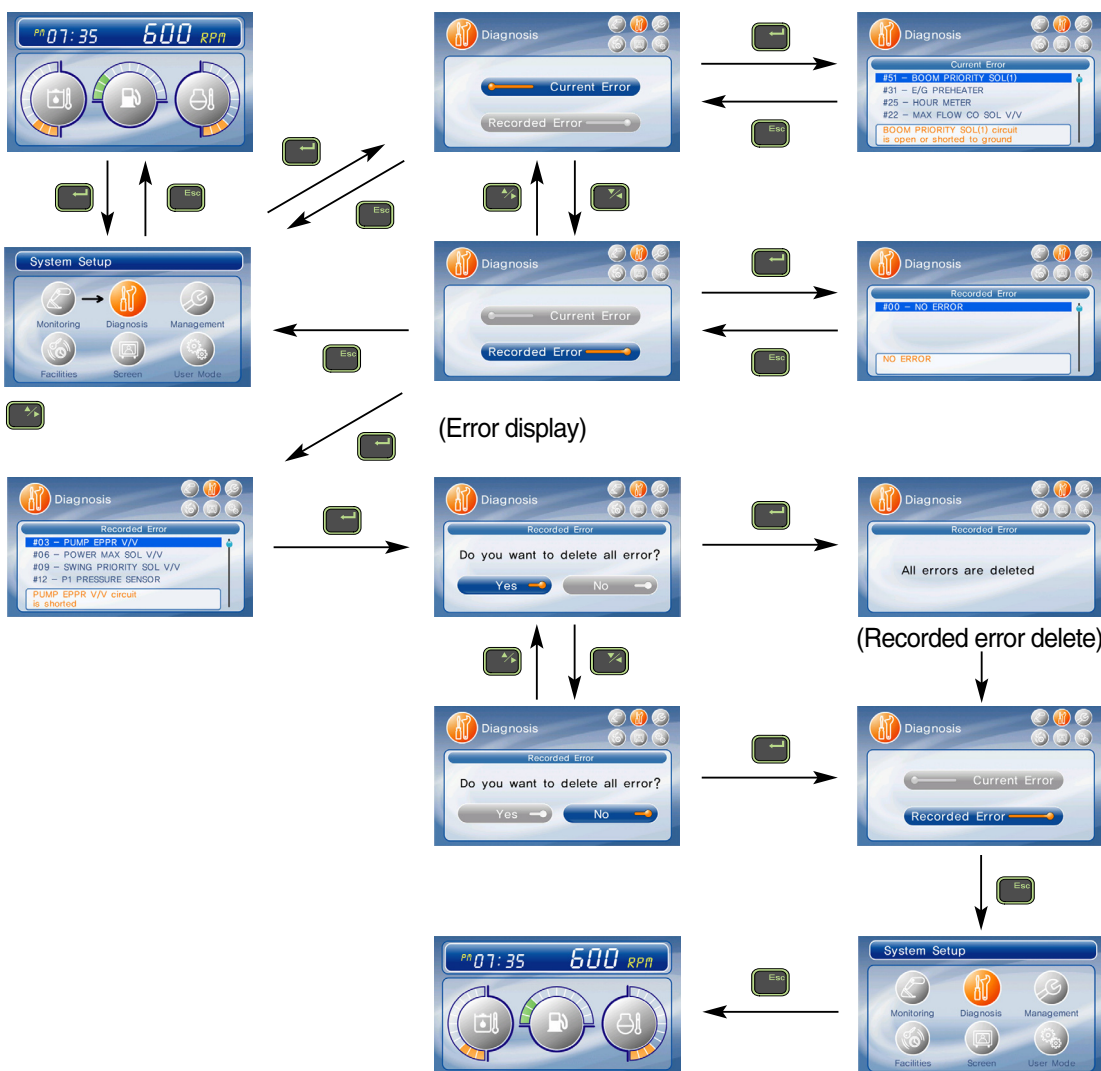 PM 07:35 600 RPM
Diagnosis
Current Error
Recorded Error
Diagnosis
Current Error
#51 – BOOM PRIORITY SOL(1)
#31 – E/G PREHEATER
#25 – HOUR METER
#22 – MAX FLOW CO SOL V/V
BOOM PRIORITY SOL(1) circuit
is open or shorted to ground
Esc
Esc
Esc
System Setup
Monitoring
Diagnosis
Management
Facilities
Screen
User Mode
Diagnosis
Current Error
Recorded Error
Diagnosis
Recorded Error
#00 – NO ERROR
NO ERROR
Esc
Esc
(Error display)
Diagnosis
Recorded Error
#03 – PUMP EPPR V/V
#06 – POWER MAX SOL V/V
#09 – SWING PRIORITY SOL V/V
#12 – P1 PRESSURE SENSOR
PUMP EPPR V/V circuit
is shorted
Diagnosis
Recorded Error
Do you want to delete all error?
Yes
No
Diagnosis
Recorded Error
All errors are deleted
(Recorded error delete)
Diagnosis
Recorded Error
Do you want to delete all error?
Yes
No
Diagnosis
Current Error
Recorded Error
Esc
PM 07:35 600 RPM
Esc
System Setup
Monitoring
Diagnosis
Management
Facilities
Screen
User Mode